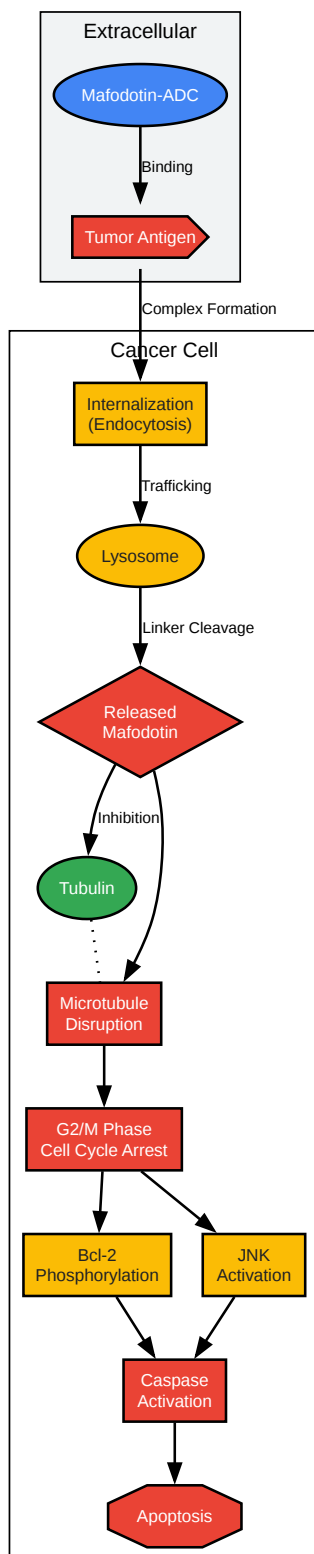 Extracellular
Mafodotin-ADC
Binding
Tumor Antigen
Complex Formation
Cancer Cell
Internalization
(Endocytosis)
Trafficking
Lysosome
Linker Cleavage
Released
Mafodotin
Inhibition
Tubulin
Microtubule
Disruption
G2/M Phase
Cell Cycle Arrest
Bcl-2
Phosphorylation
JNK
Activation
Caspase
Activation
Apoptosis